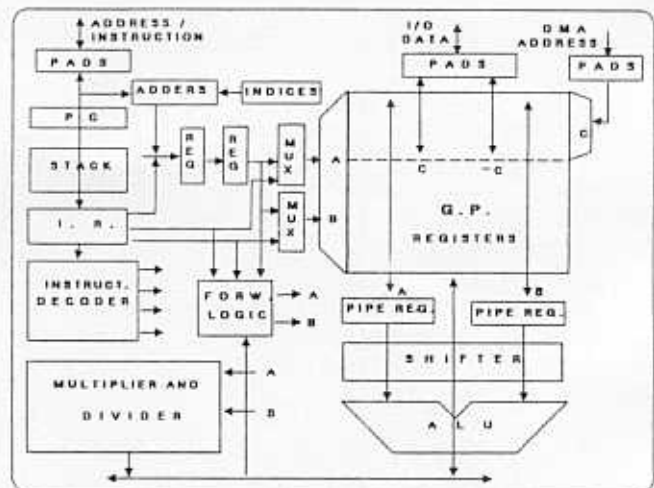 ADDRESS /
INSTRUCTION
PADS
ADDERS
INDICES
PC
STACK
I. R.
REG
REG
MUX
MUX
INSTRUCT.
DECODER
FORW.
LOGIC
A
B
MULTIPLIER AND
DIVIDER
A
B
I/O
DATA
PADS
DMA
ADDRESS
PADS
C
A
B
C
-C
G.P.
REGISTERS
A
B
PIPE REG.
PIPE REG.
SHIFTER
ALU